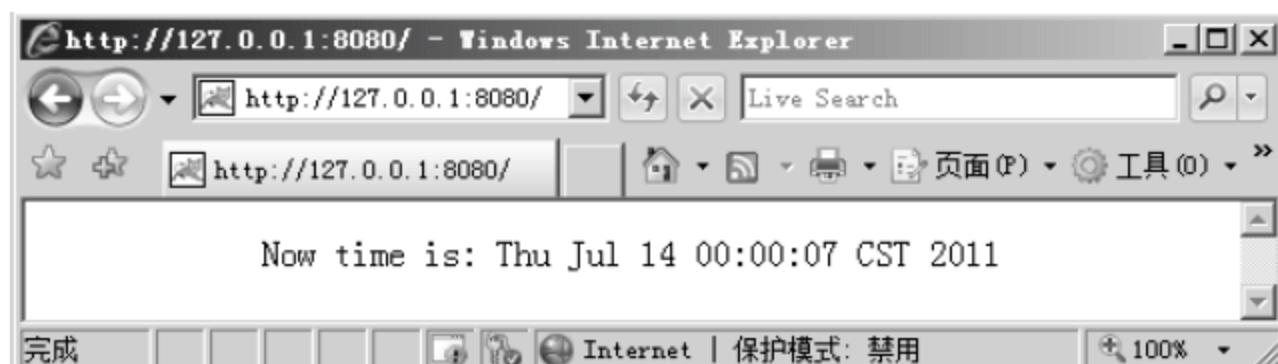 http://127.0.0.1:8080/ - Windows Internet Explorer
http://127.0.0.1:8080/
Live Search
http://127.0.0.1:8080/
页面(P)
工具(O)
Now time is: Thu Jul 14 00:00:07 CST 2011
完成
Internet | 保护模式: 禁用
100%